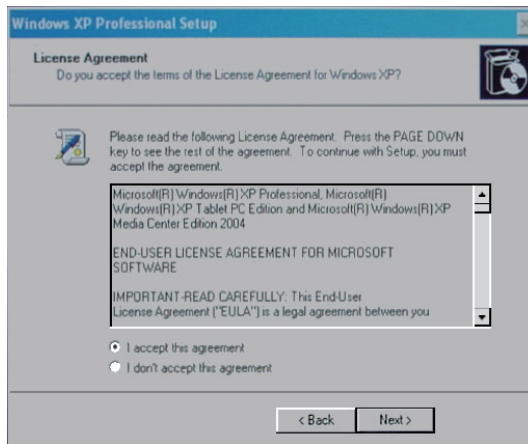 Windows XP Professional Setup
License Agreement
Do you accept the terms of the License Agreement for Windows XP?
Please read the following License Agreement. Press the PAGE DOWN
key to see the rest of the agreement. To continue with Setup, you must
accept the agreement.
Microsoft(R) Windows(R) XP Professional, Microsoft(R)
Windows(R) XP Tablet PC Edition and Microsoft(R) Windows(R) XP
Media Center Edition 2004
END-USER LICENSE AGREEMENT FOR MICROSOFT
SOFTWARE
IMPORTANT-READ CAREFULLY: This End-User
License Agreement ("EULA") is a legal agreement between you
I accept this agreement
I don't accept this agreement
< Back
Next >